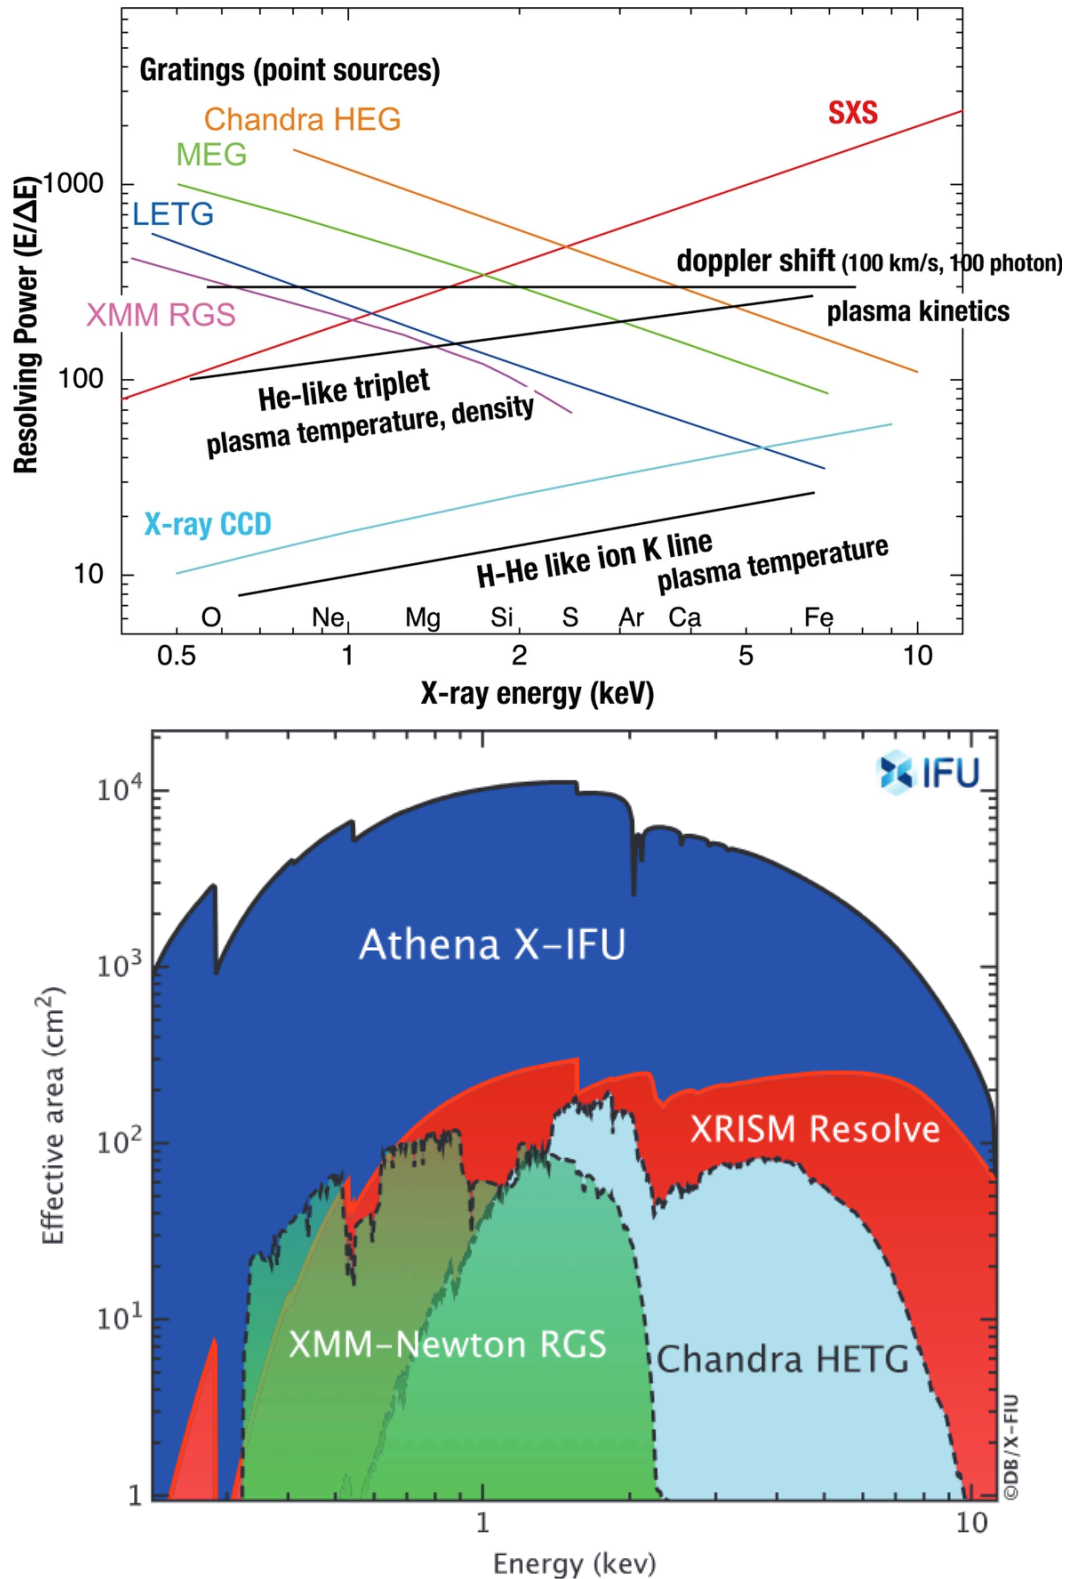 Gratings (point sources)
Chandra HEG
SXS
MEG
1000
LETG
doppler shift (100 km/s, 100 photon)
XMM RGS
plasma kinetics
100
He-like triplet
plasma temperature, density
X-ray CCD
H-He like ion K line
plasma temperature
10
O Ne Mg Si S Ar Ca Fe
0.5 1 2 5 10
X-ray energy (keV)
Resolving Power (E/ΔE)
X IFU
10⁴
Athena X-IFU
10³
XRISM Resolve
10²
10¹
XMM-Newton RGS
Chandra HETG
1
1 10
Energy (kev)
Effective area (cm²)
©DB/X-FIU